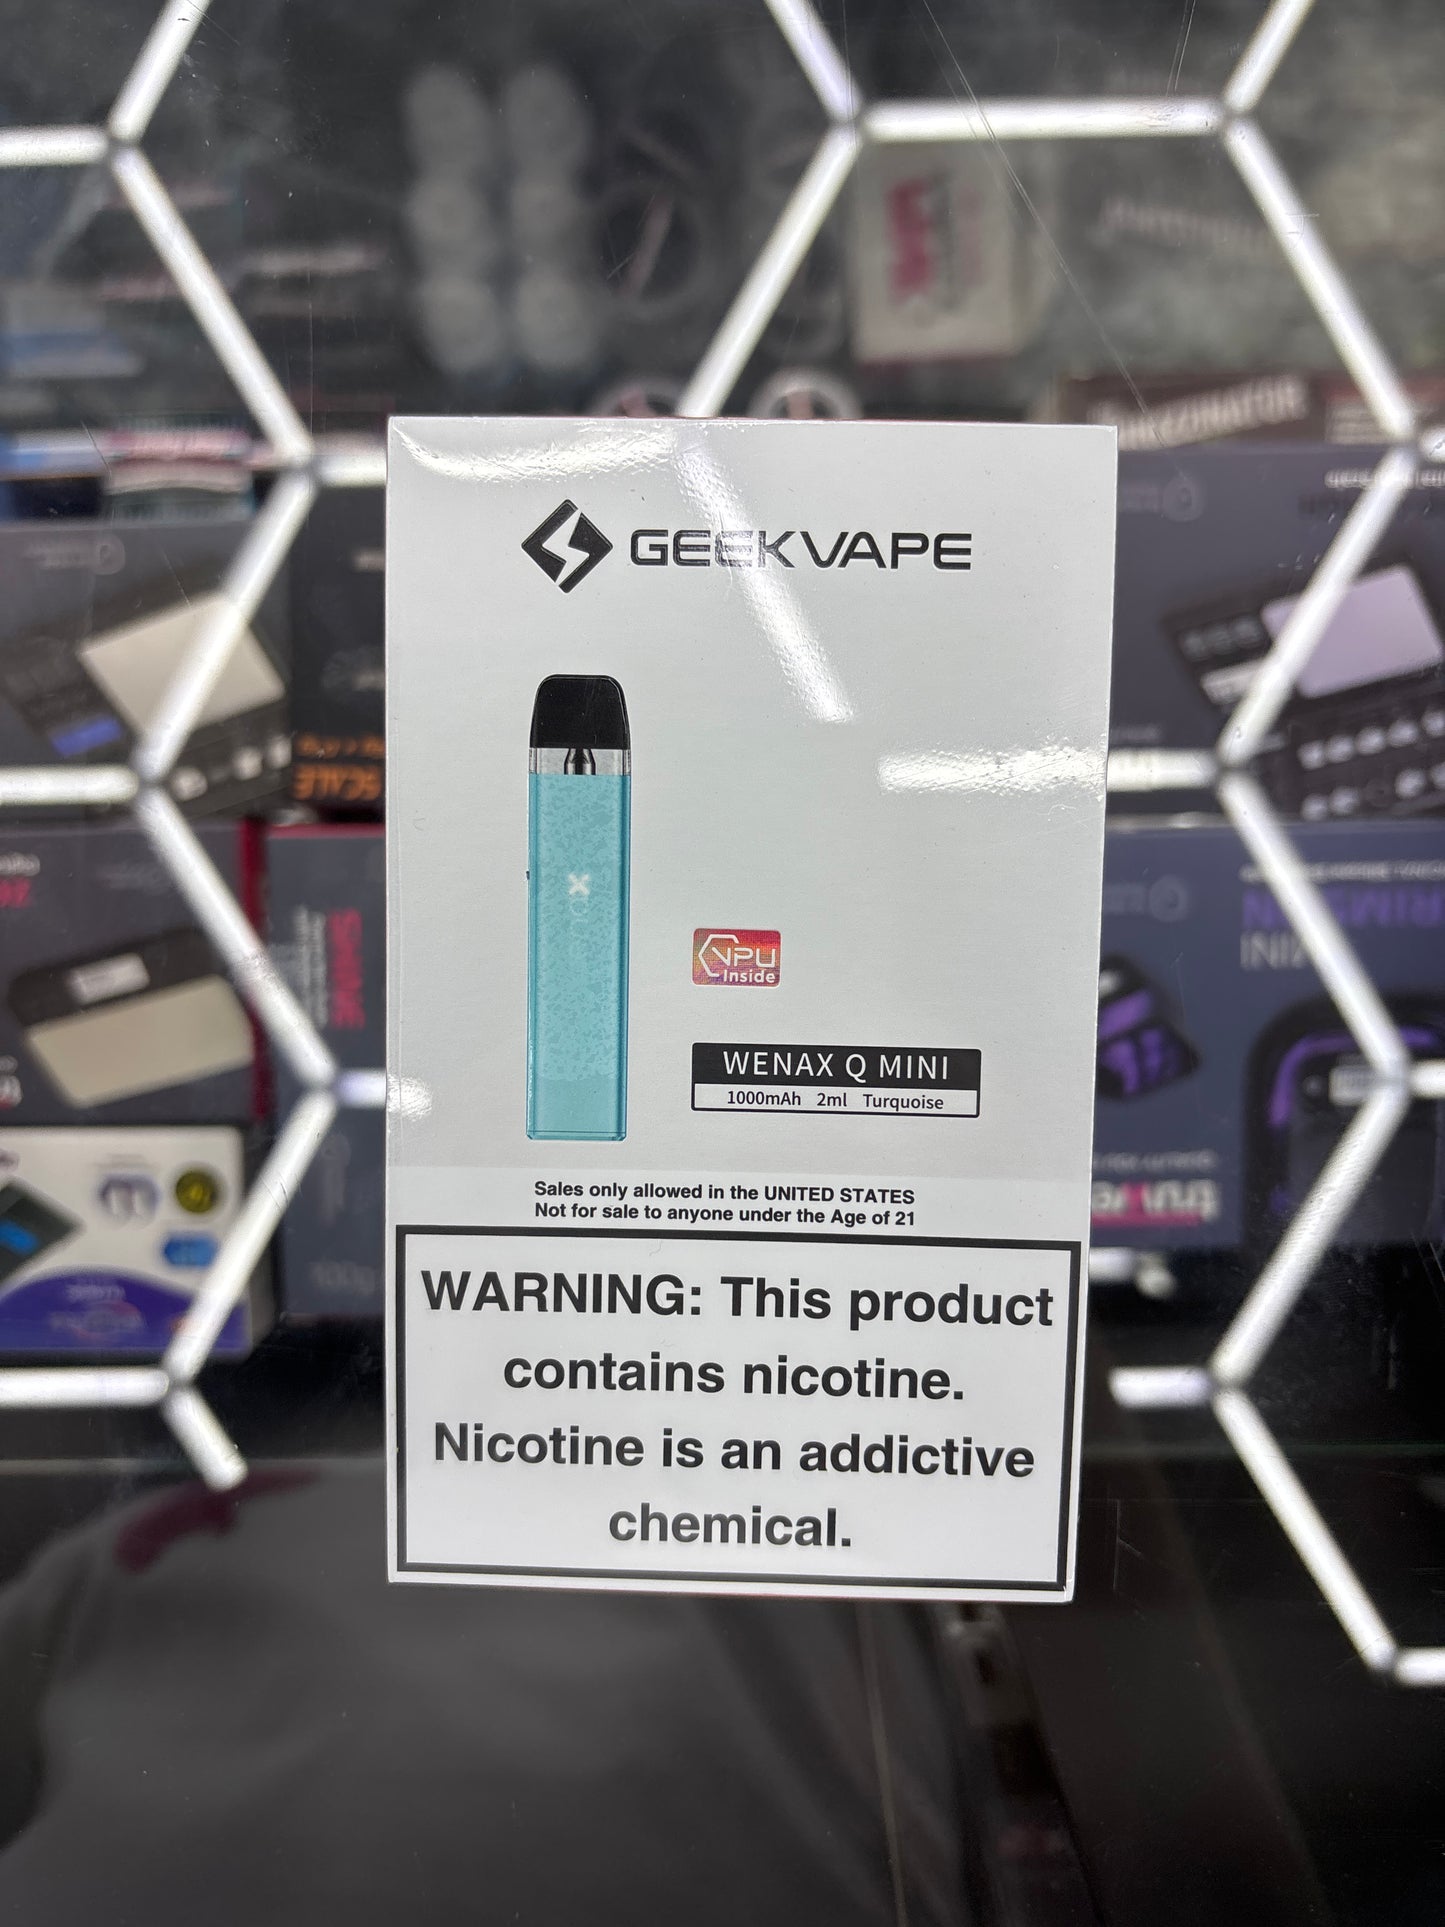 GEEKVAPE
X
VPU
Inside
WENAX Q MINI
1000mAh 2ml Turquoise
Sales only allowed in the UNITED STATES
Not for sale to anyone under the Age of 21
WARNING: This product
contains nicotine.
Nicotine is an addictive
chemical.